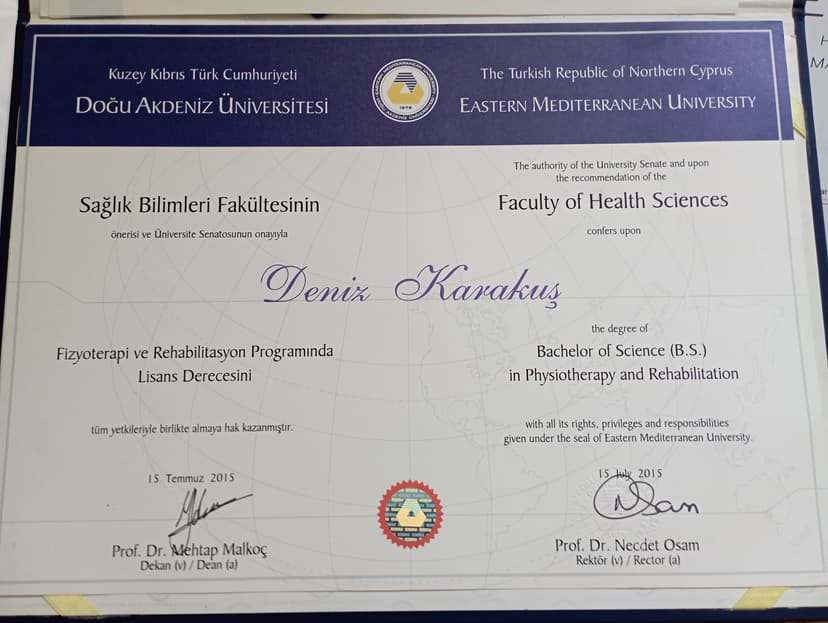 Kuzey Kıbrıs Türk Cumhuriyeti
DOĞU AKDENİZ ÜNİVERSİTESİ
The Turkish Republic of Northern Cyprus
EASTERN MEDITERRANEAN UNIVERSITY
1979
Sağlık Bilimleri Fakültesinin
önerisi ve Üniversite Senatosunun onayıyla
The authority of the University Senate and upon
the recommendation of the
Faculty of Health Sciences
confers upon
Deniz Karakuş
Fizyoterapi ve Rehabilitasyon Programında
Lisans Derecesini
tüm yetkileriyle birlikte almaya hak kazanmıştır.
the degree of
Bachelor of Science (B.S.)
in Physiotherapy and Rehabilitation
with all its rights, privileges and responsibilities
given under the seal of Eastern Mediterranean University.
15 Temmuz 2015
Prof. Dr. Mehtap Malkoç
Dekan (v) / Dean (a)
15 July 2015
Prof. Dr. Necdet Osam
Rektör (v) / Rector (a)